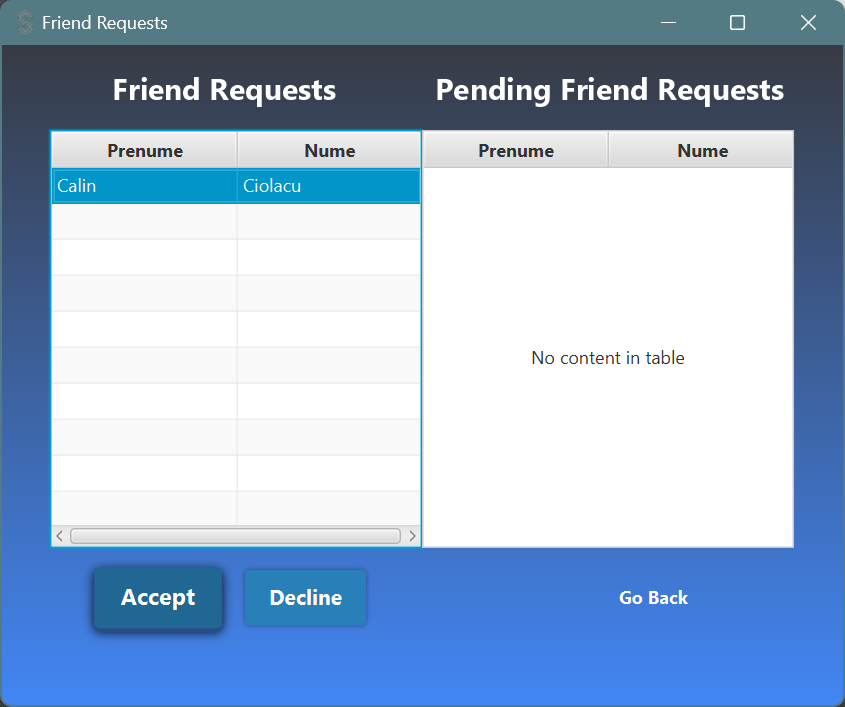 Friend Requests
Friend Requests
Pending Friend Requests
Prenume Nume
Prenume Nume
Calin Ciolacu
No content in table
Accept
Decline
Go Back